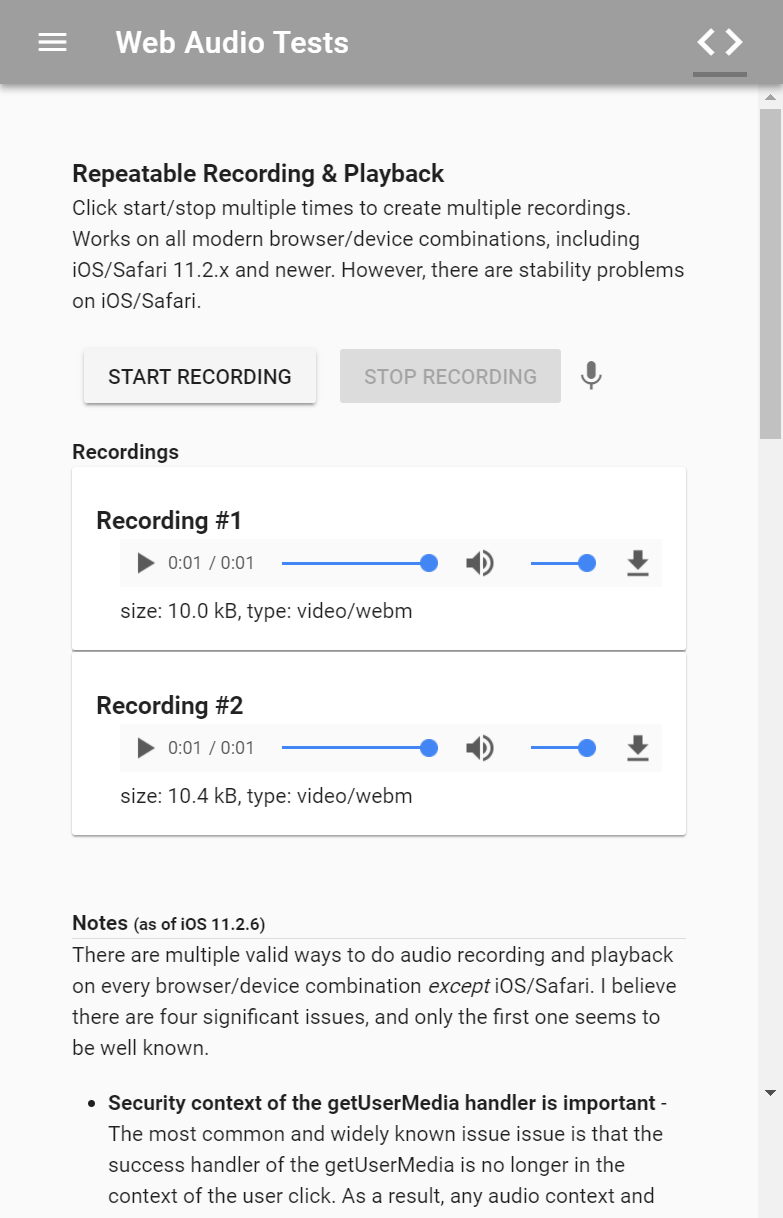 Web Audio Tests
Repeatable Recording & Playback
Click start/stop multiple times to create multiple recordings.
Works on all modern browser/device combinations, including
iOS/Safari 11.2.x and newer. However, there are stability problems
on iOS/Safari.
START RECORDING STOP RECORDING
Recordings
Recording #1
0:01 / 0:01
size: 10.0 kB, type: video/webm
Recording #2
0:01 / 0:01
size: 10.4 kB, type: video/webm
Notes (as of iOS 11.2.6)
There are multiple valid ways to do audio recording and playback
on every browser/device combination except iOS/Safari. I believe
there are four significant issues, and only the first one seems to
be well known.
• Security context of the getUserMedia handler is important -
The most common and widely known issue issue is that the
success handler of the getUserMedia is no longer in the
context of the user click. As a result, any audio context and